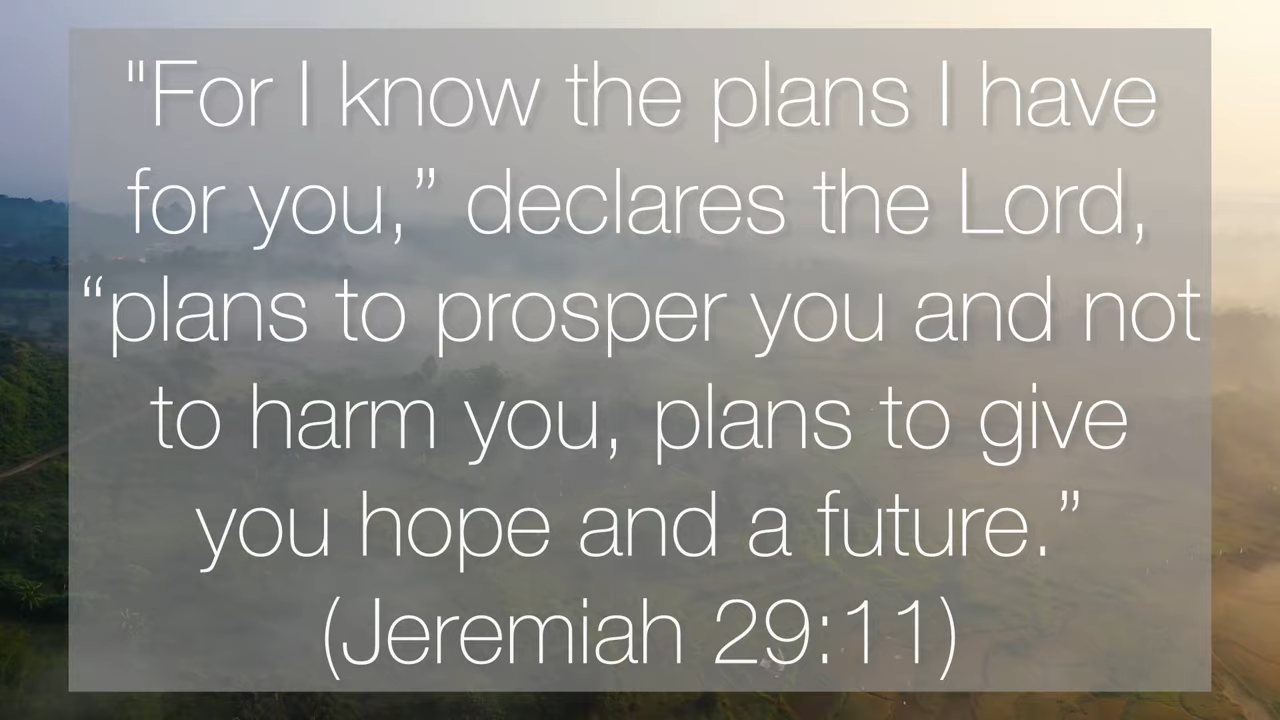 "For I know the plans I have
for you,” declares the Lord,
“plans to prosper you and not
to harm you, plans to give
you hope and a future.”
(Jeremiah 29:11)